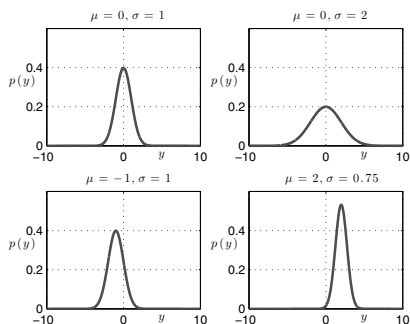 μ = 0, σ = 1
0.4
p(y)
0.2
0
−10 0 y 10
μ = 0, σ = 2
0.4
p(y)
0.2
0
−10 0 y 10
μ = −1, σ = 1
0.4
p(y)
0.2
0
−10 0 y 10
μ = 2, σ = 0.75
0.4
p(y)
0.2
0
−10 0 y 10